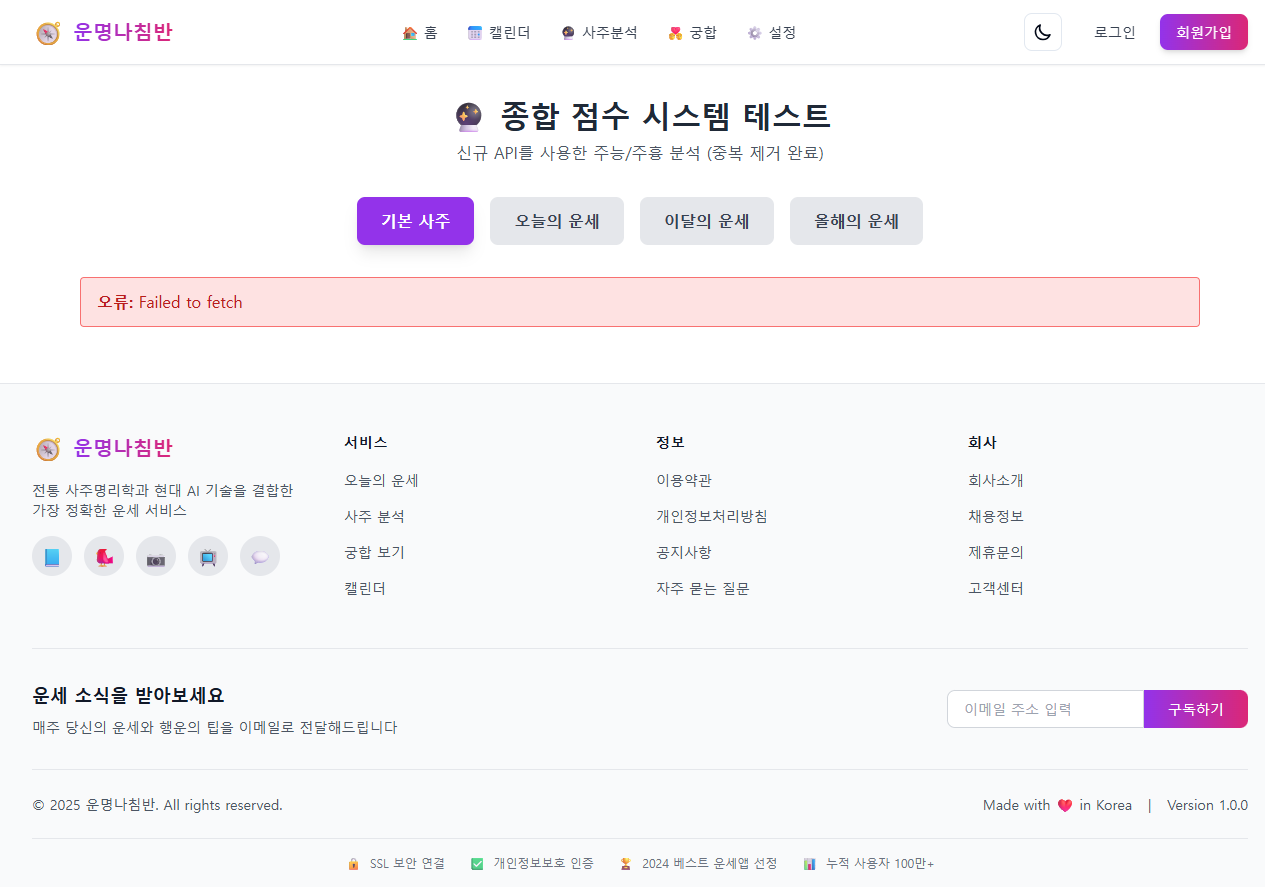 운명나침반
홈
캘린더
사주분석
궁합
설정
로그인
회원가입
종합 점수 시스템 테스트
신규 API를 사용한 주능/주흉 분석 (중복 제거 완료)
기본 사주
오늘의 운세
이달의 운세
올해의 운세
오류: Failed to fetch
운명나침반
전통 사주명리학과 현대 AI 기술을 결합한
가장 정확한 운세 서비스
서비스
오늘의 운세
사주 분석
궁합 보기
캘린더
정보
이용약관
개인정보처리방침
공지사항
자주 묻는 질문
회사
회사소개
채용정보
제휴문의
고객센터
운세 소식을 받아보세요
매주 당신의 운세와 행운의 팁을 이메일로 전달해드립니다
이메일 주소 입력
구독하기
© 2025 운명나침반. All rights reserved.
Made with ❤️ in Korea | Version 1.0.0
SSL 보안 연결
개인정보보호 인증
2024 베스트 운세앱 선정
누적 사용자 100만+